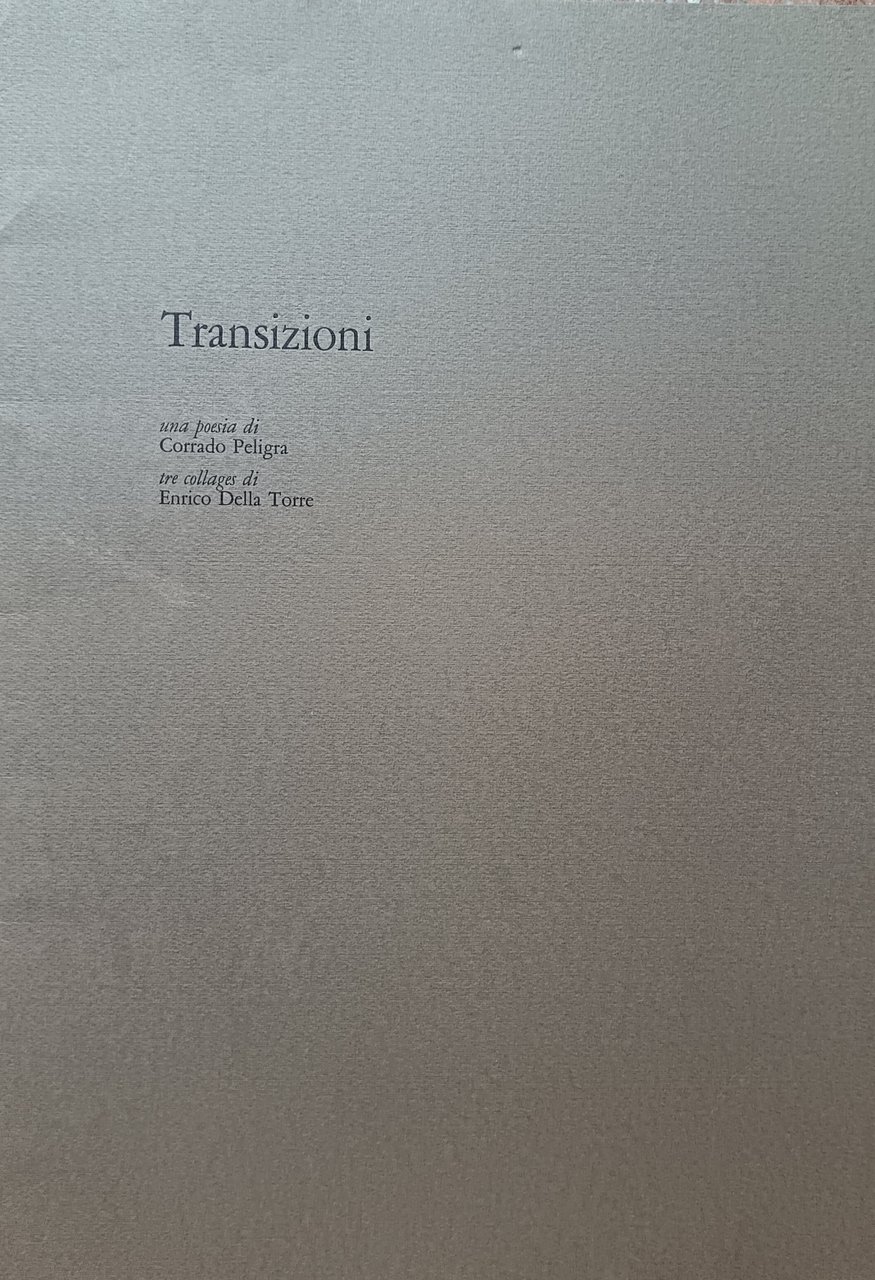 Transizioni
una poesia di
Corrado Peligra
tre collages di
Enrico Della Torre